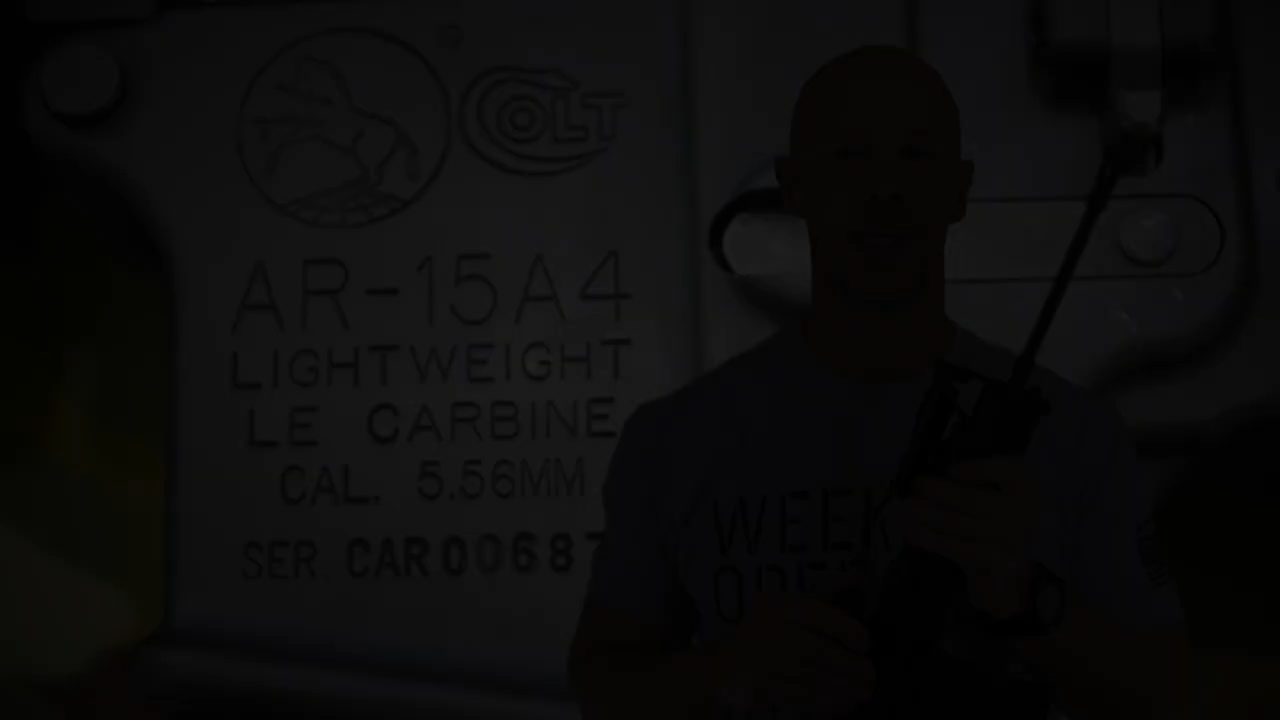 COLT
AR-15A4
LIGHTWEIGHT
LE CARBINE
CAL. 5.56MM
SER. CAR00687
WEEK